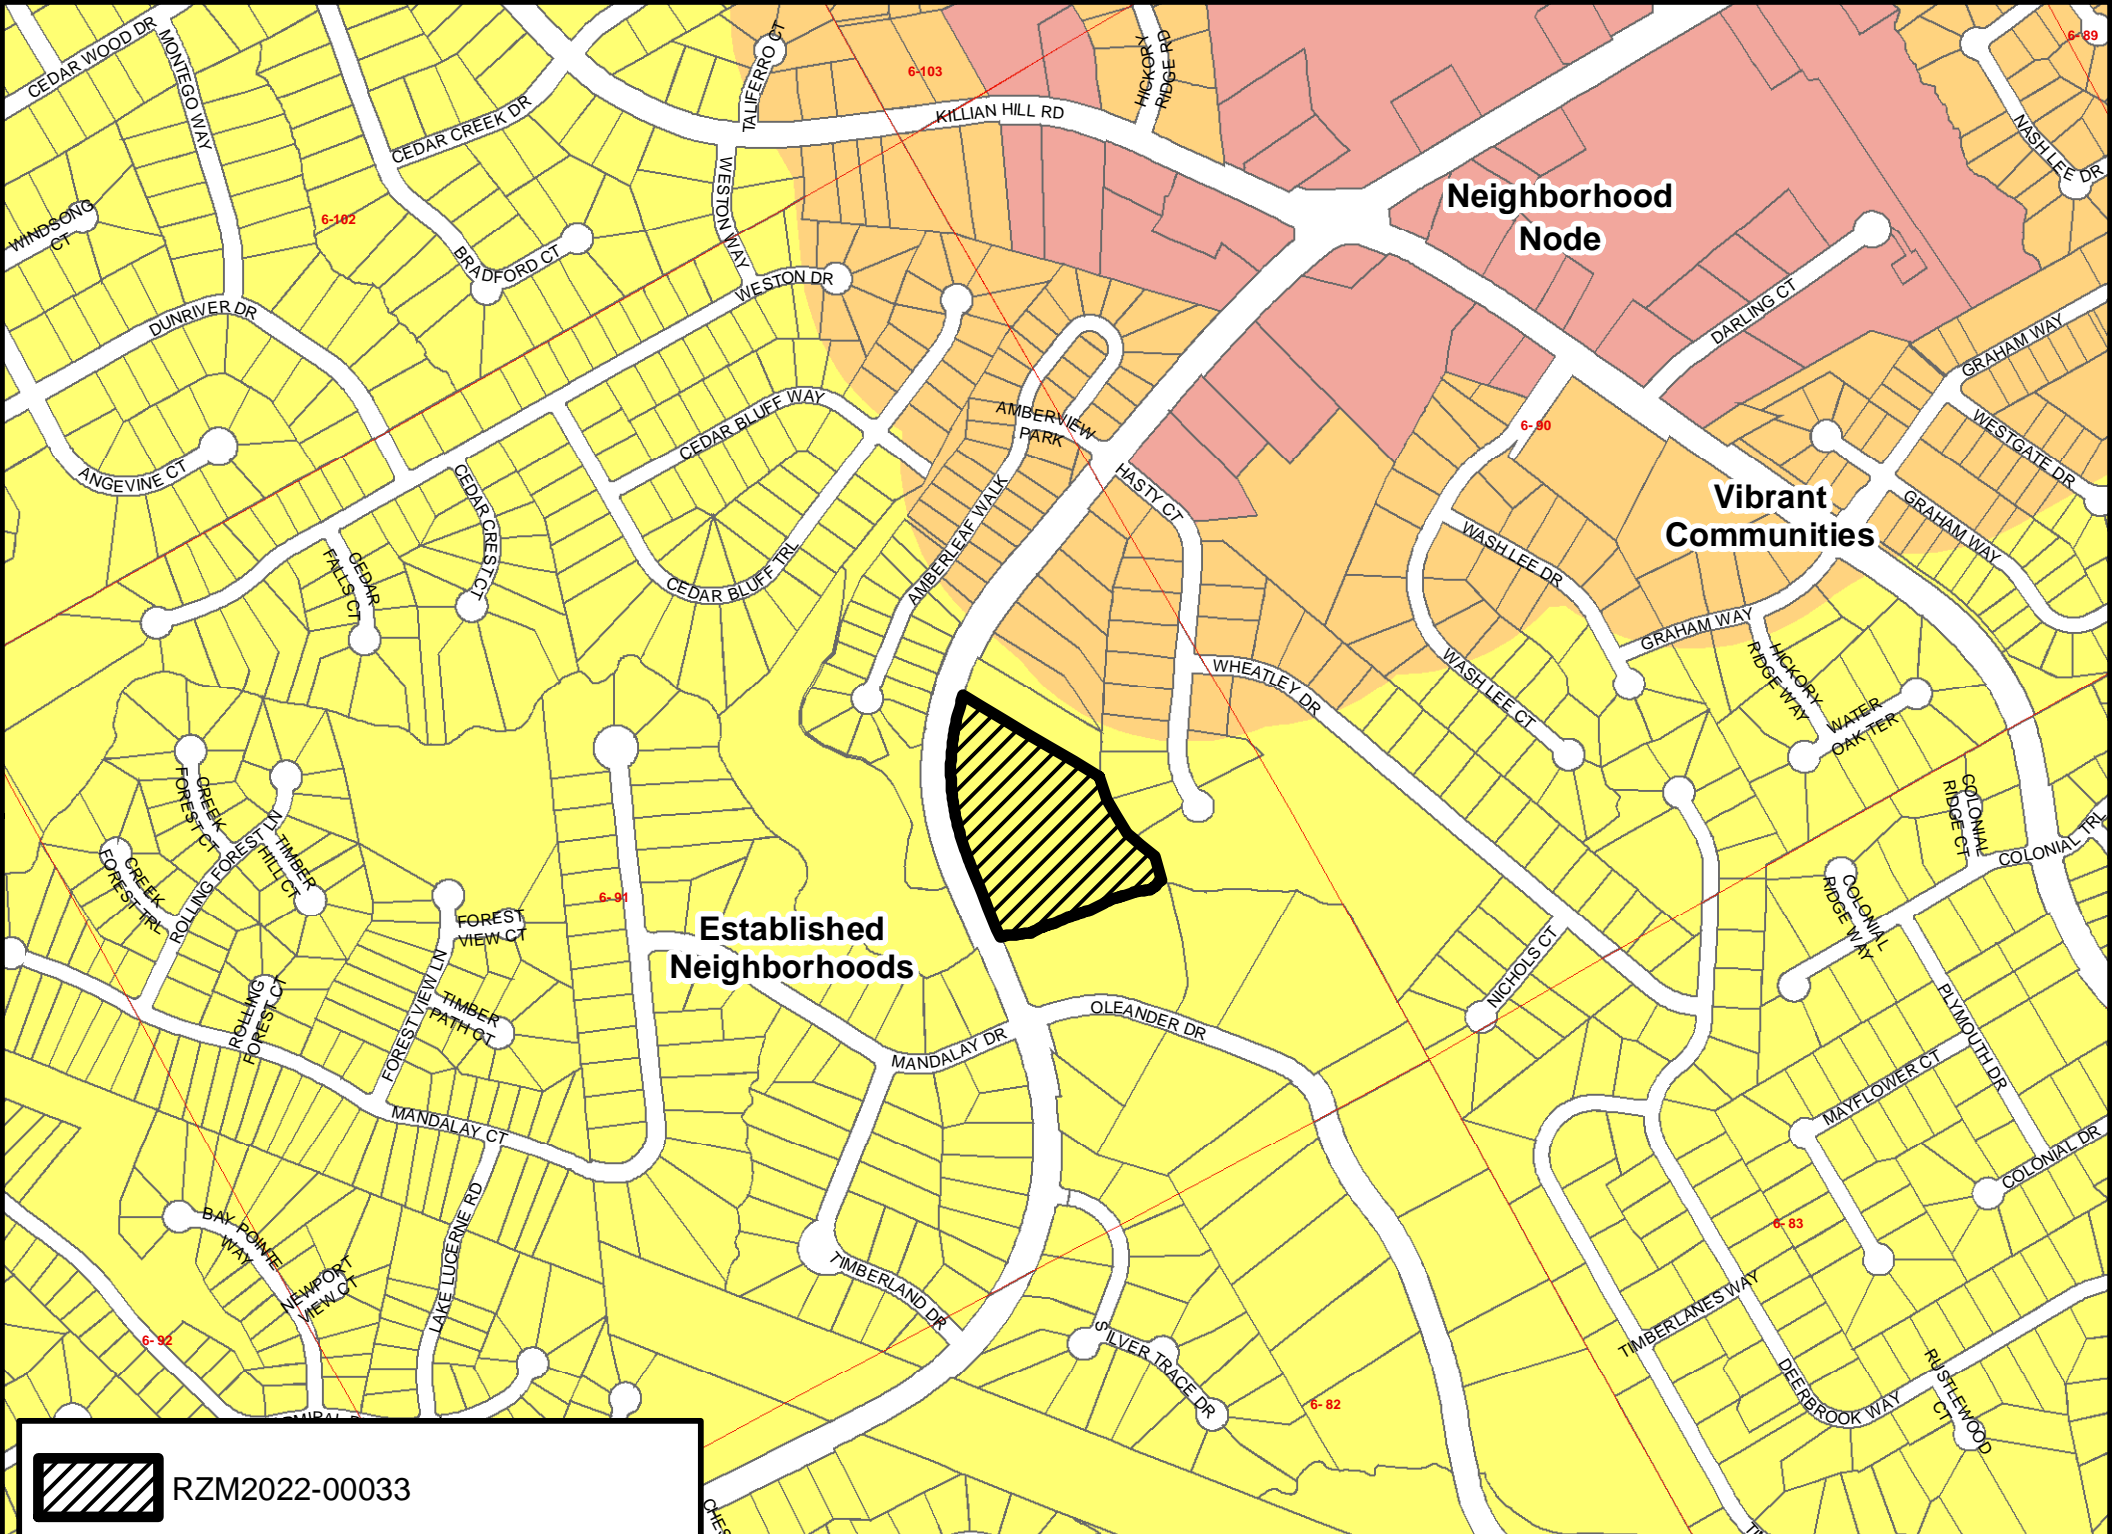 CEDAR WOOD DR
MONTEGO WAY
CEDAR CREEK DR
TALIFERRO CT
6-103
KILLIAN HILL RD
HICKORY
RIDGE RD
6-89
NASH LEE DR
WINDSONG
CT
6-102
BRADFORD CT
WESTON WAY
WESTON DR
Neighborhood
Node
DUNRIVER DR
DARLING CT
GRAHAM WAY
ANGEVINE CT
CEDAR BLUFF WAY
AMBERVIEW
PARK
6-90
WESTGATE DR
CEDAR CREST CT
HASTY CT
Vibrant
Communities
GRAHAM WAY
CEDAR
FALLS CT
CEDAR BLUFF TRL
AMBERLEAF WALK
WASH LEE DR
GRAHAM WAY
WHEATLEY DR
WASH LEE CT
HICKORY
RIDGE WAY
WATER
OAK TER
CREEK
FOREST CT
CREEK
FOREST TRL
ROLLING FOREST LN
TIMBER
HILL CT
COLONIAL
RIDGE CT
COLONIAL TRL
6-91
FOREST
VIEW CT
Established
Neighborhoods
COLONIAL
RIDGE WAY
ROLLING
FOREST CT
FOREST VIEW LN
TIMBER
PATH CT
NICHOLS CT
PLYMOUTH DR
OLEANDER DR
MANDALAY DR
MAYFLOWER CT
MANDALAY CT
COLONIAL DR
BAY POINTE
WAY
LAKE LUCERNE RD
6-83
NEWPORT
VIEW CT
TIMBERLAND DR
TIMBERLANES WAY
6-92
SILVER TRACE DR
6-82
DEERBROOK WAY
RUSTLEWOOD
CT
RZM2022-00033